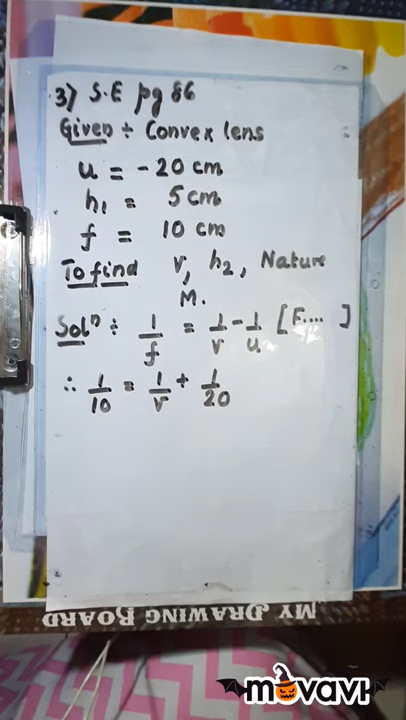 3) S.E pg 86
Given ÷ Convex lens
u = -20 cm
h₁ = 5 cm
f = 10 cm
To find v, h₂, Nature
M.
Solⁿ ÷ 1/f = 1/v - 1/u [F.... ]
∴ 1/10 = 1/v + 1/20
MY DRAWING BOARD
movavi